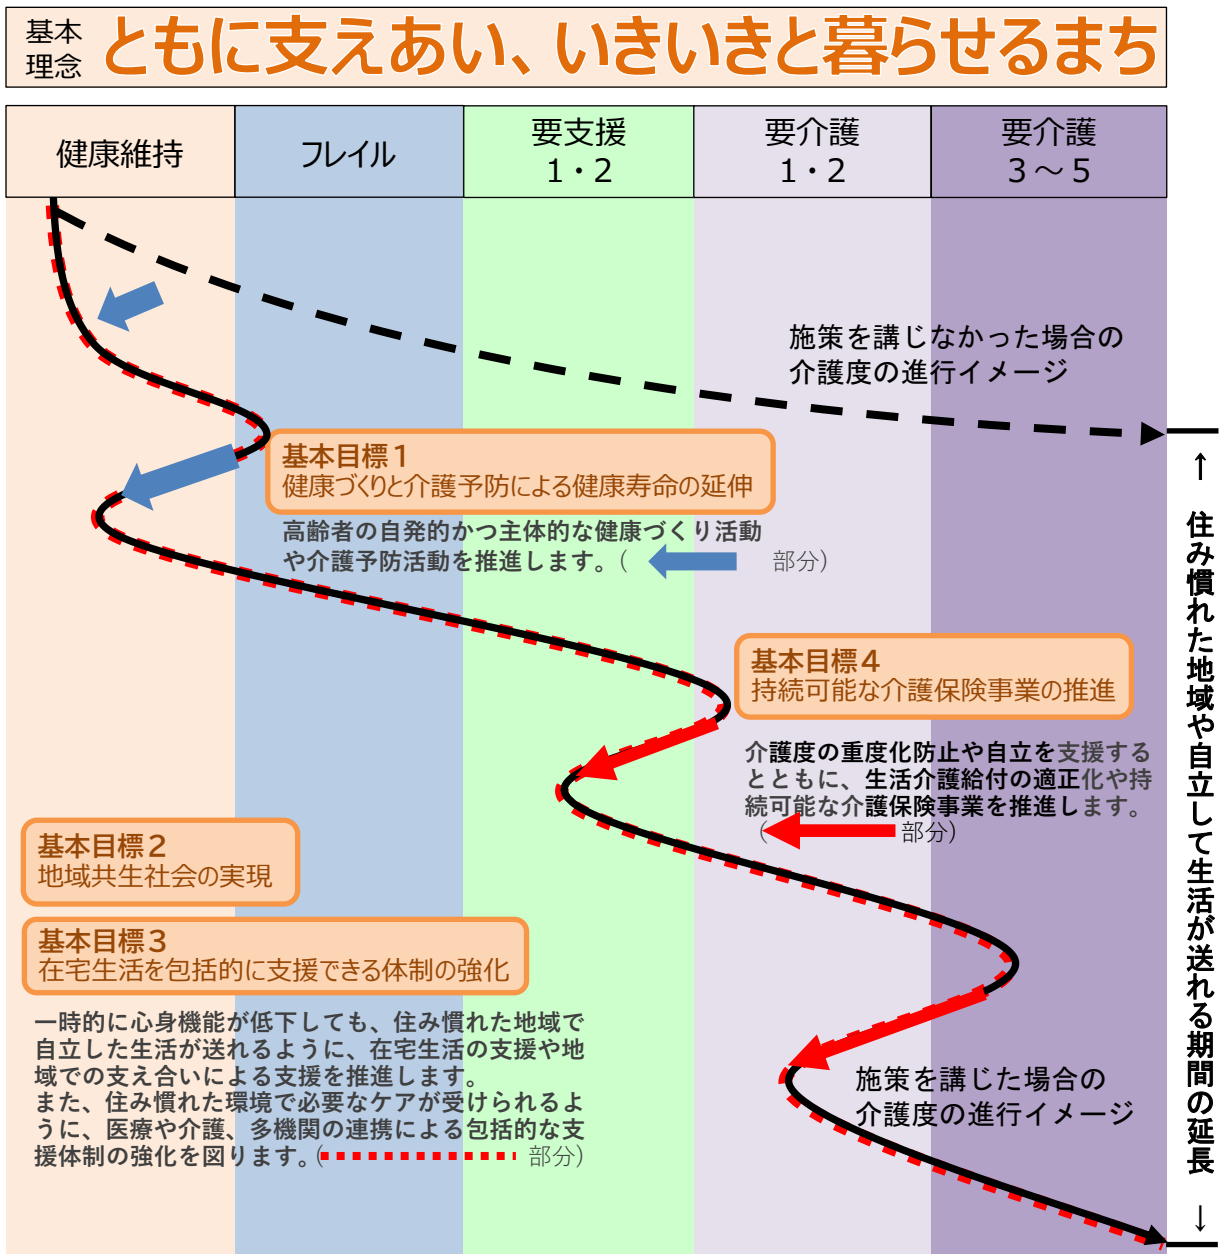 基本
理念
ともに支えあい、いきいきと暮らせるまち
健康維持
フレイル
要支援
1・2
要介護
1・2
要介護
3～5
施策を講じなかった場合の
介護度の進行イメージ
基本目標1
健康づくりと介護予防による健康寿命の延伸
高齢者の自発的かつ主体的な健康づくり活動
や介護予防活動を推進します。( 部分)
基本目標4
持続可能な介護保険事業の推進
介護度の重度化防止や自立を支援する
とともに、生活介護給付の適正化や持
続可能な介護保険事業を推進します。
( 部分)
基本目標2
地域共生社会の実現
基本目標3
在宅生活を包括的に支援できる体制の強化
一時的に心身機能が低下しても、住み慣れた地域で
自立した生活が送れるように、在宅生活の支援や地
域での支え合いによる支援を推進します。
また、住み慣れた環境で必要なケアが受けられるよ
うに、医療や介護、多機関の連携による包括的な支
援体制の強化を図ります。( 部分)
施策を講じた場合の
介護度の進行イメージ
↑ 住み慣れた地域や自立して生活が送れる期間の延長 ↓